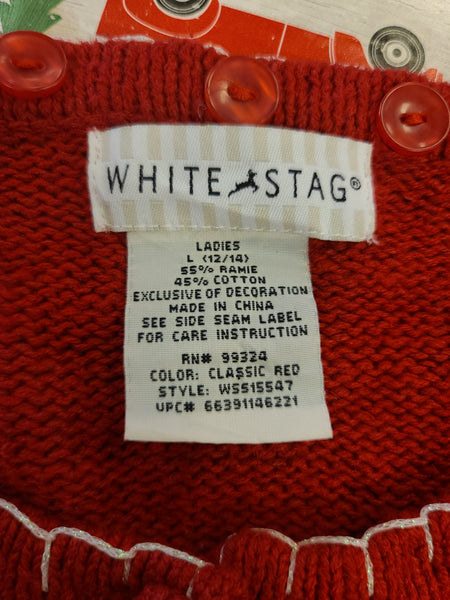 WHITE STAG®
LADIES
L (12/14)
55% RAMIE
45% COTTON
EXCLUSIVE OF DECORATION
MADE IN CHINA
SEE SIDE SEAM LABEL
FOR CARE INSTRUCTION
RN# 99324
COLOR: CLASSIC RED
STYLE: WSS15547
UPC# 66391146221